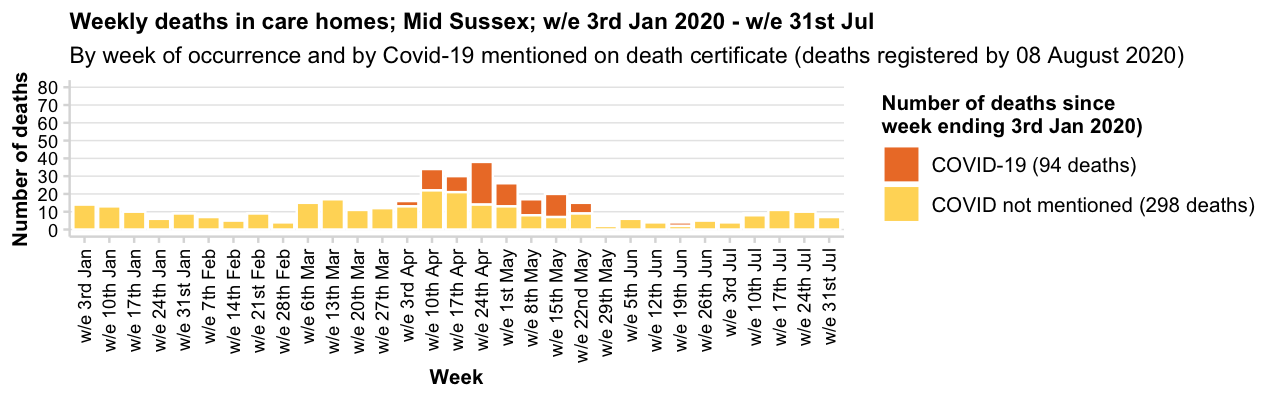 Weekly deaths in care homes; Mid Sussex; w/e 3rd Jan 2020 - w/e 31st Jul
By week of occurrence and by Covid-19 mentioned on death certificate (deaths registered by 08 August 2020)
Number of deaths
80
70
60
50
40
30
20
10
0
w/e 3rd Jan
w/e 10th Jan
w/e 17th Jan
w/e 24th Jan
w/e 31st Jan
w/e 7th Feb
w/e 14th Feb
w/e 21st Feb
w/e 28th Feb
w/e 6th Mar
w/e 13th Mar
w/e 20th Mar
w/e 27th Mar
w/e 3rd Apr
w/e 10th Apr
w/e 17th Apr
w/e 24th Apr
w/e 1st May
w/e 8th May
w/e 15th May
w/e 22nd May
w/e 29th May
w/e 5th Jun
w/e 12th Jun
w/e 19th Jun
w/e 26th Jun
w/e 3rd Jul
w/e 10th Jul
w/e 17th Jul
w/e 24th Jul
w/e 31st Jul
Week
Number of deaths since
week ending 3rd Jan 2020)
COVID-19 (94 deaths)
COVID not mentioned (298 deaths)